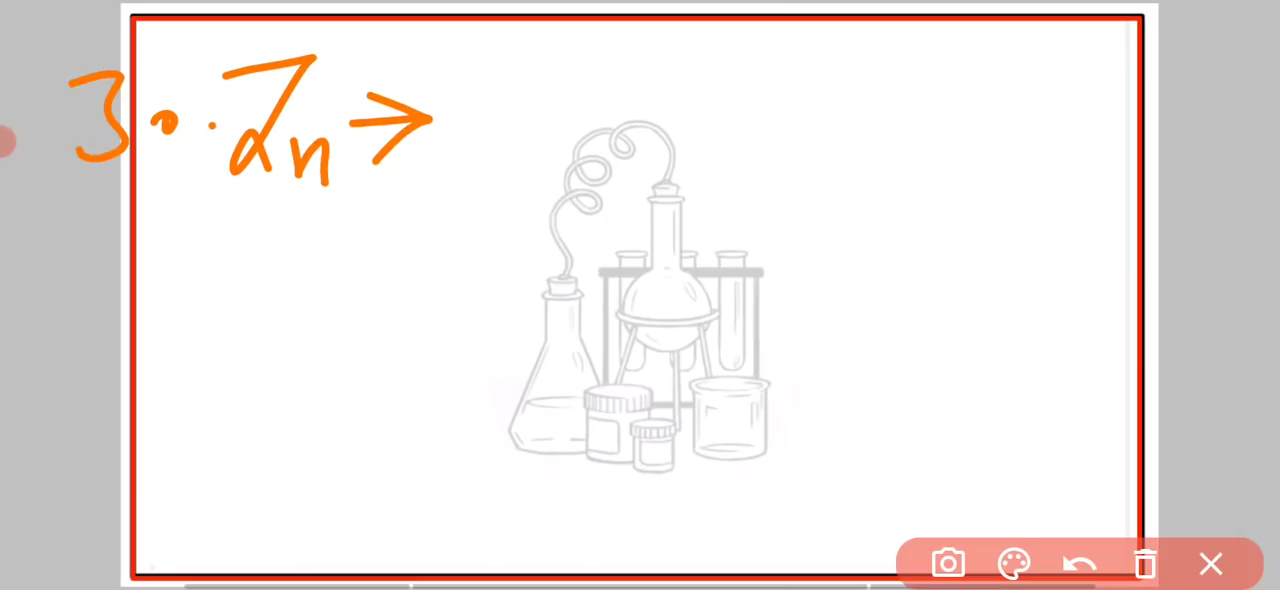 3 . . Zn →